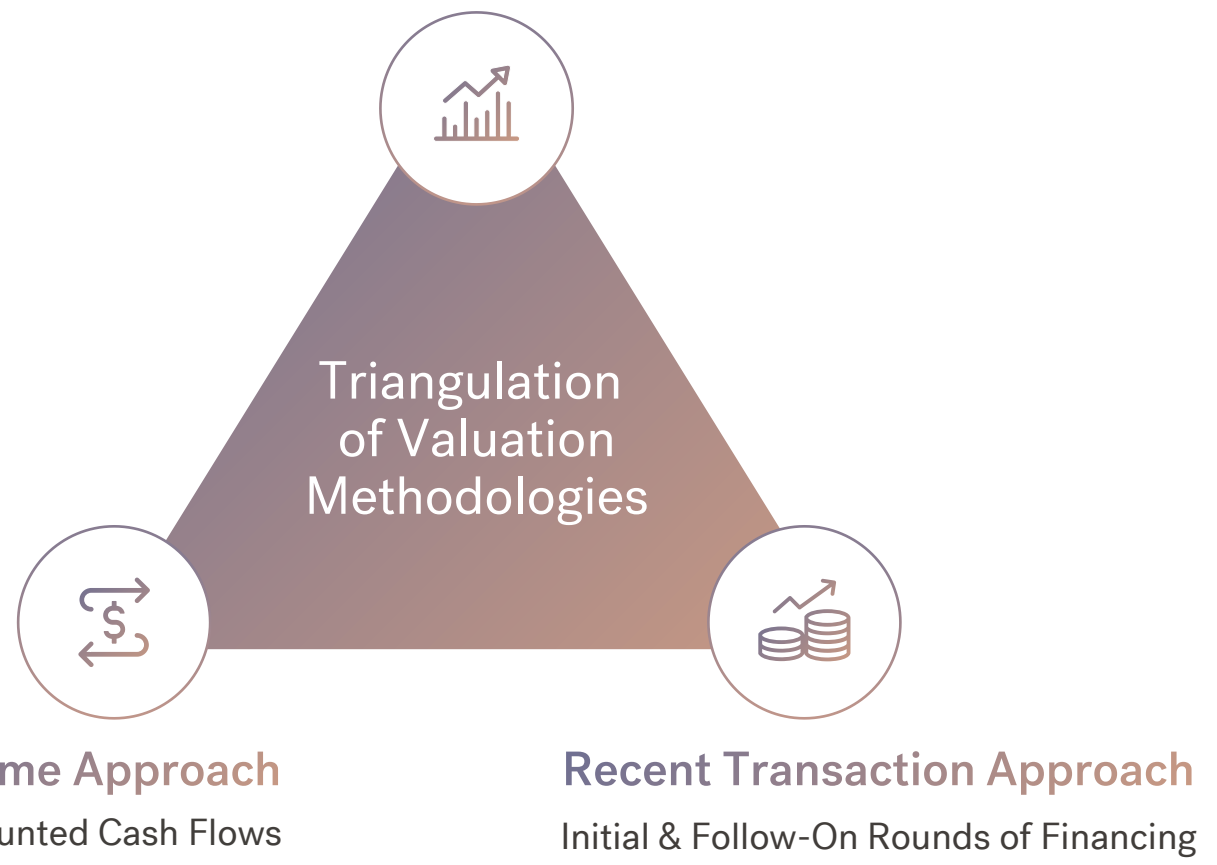 Triangulation
of Valuation
Methodologies
$
me Approach
Recent Transaction Approach
unted Cash Flows
Initial & Follow-On Rounds of Financing